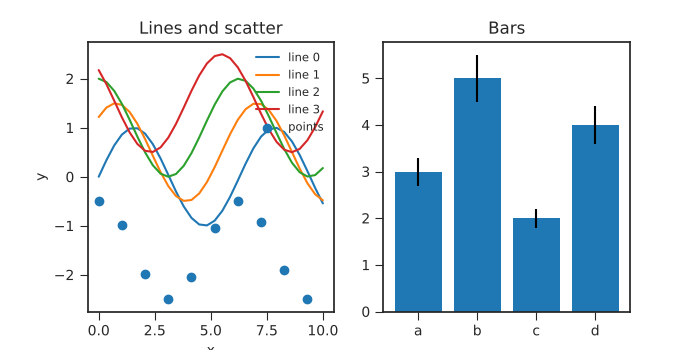 Lines and scatter
line 0
line 1
line 2
line 3
points
y
2
1
0
−1
−2
0.0 2.5 5.0 7.5 10.0
Bars
5
4
3
2
1
0
a b c d